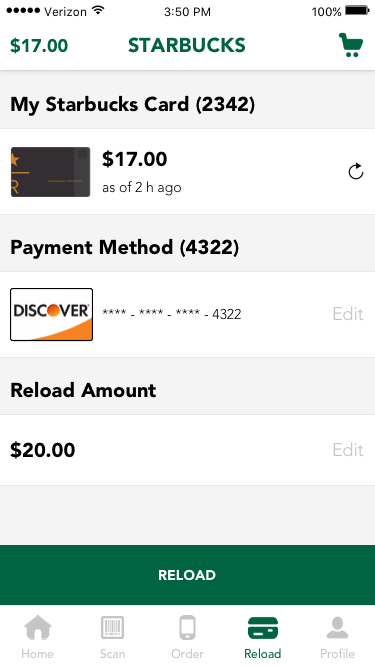 ●●●●● Verizon 3:50 PM 100%
$17.00 STARBUCKS
My Starbucks Card (2342)
R
$17.00
as of 2 h ago
Payment Method (4322)
DISCOVER
**** - **** - **** - 4322 Edit
Reload Amount
$20.00 Edit
RELOAD
Home Scan Order Reload Profile